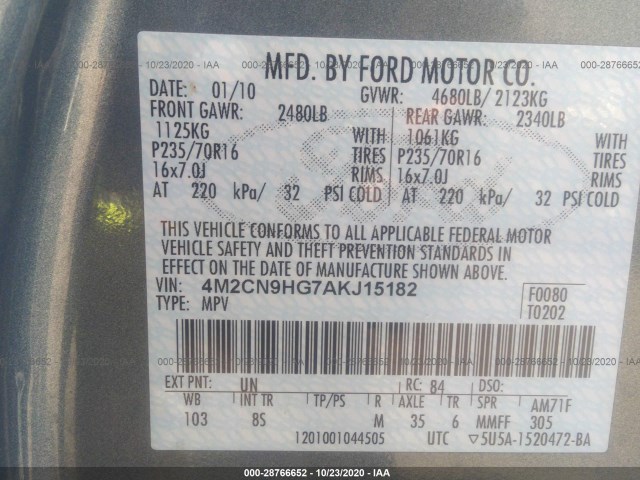 000-28766652 - 10/23/2020 - IAA
MFD. BY FORD MOTOR CO.
DATE: 01/10 GVWR: 4680LB/ 2123KG
FRONT GAWR: 2480LB REAR GAWR: 2340LB
1125KG WITH 1061KG WITH
P235/70R16 TIRES P235/70R16 TIRES
16x7.0J RIMS 16x7.0J RIMS
AT 220 kPa/ 32 PSI COLD AT 220 kPa/ 32 PSI COLD
THIS VEHICLE CONFORMS TO ALL APPLICABLE FEDERAL MOTOR
VEHICLE SAFETY AND THEFT PREVENTION STANDARDS IN
EFFECT ON THE DATE OF MANUFACTURE SHOWN ABOVE.
VIN: 4M2CN9HG7AKJ15182 F0080
TYPE: MPV T0202
EXT PNT: UN RC: 84 DSO:
WB INT TR TP/PS R AXLE TR SPR AM71F
103 8S M 35 6 MMFF 305
1201001044505 UTC ▽5U5A-1520472-BA
000-28766652 - 10/23/2020 - IAA